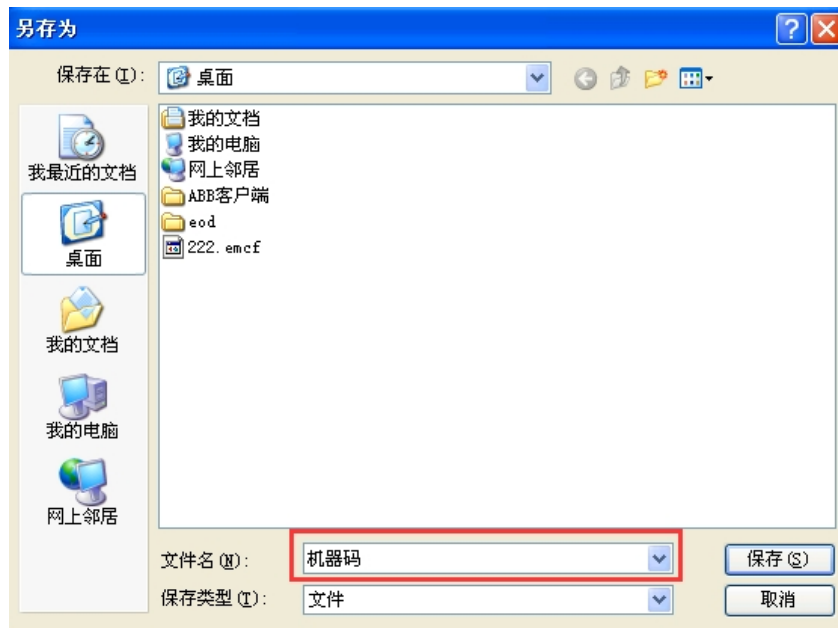 另存为
保存在(I):
桌面
我最近的文档
桌面
我的文档
我的电脑
网上邻居
我的文档
我的电脑
网上邻居
ABB客户端
eod
222.emcf
文件名(N):
机器码
保存(S)
保存类型(T):
文件
取消